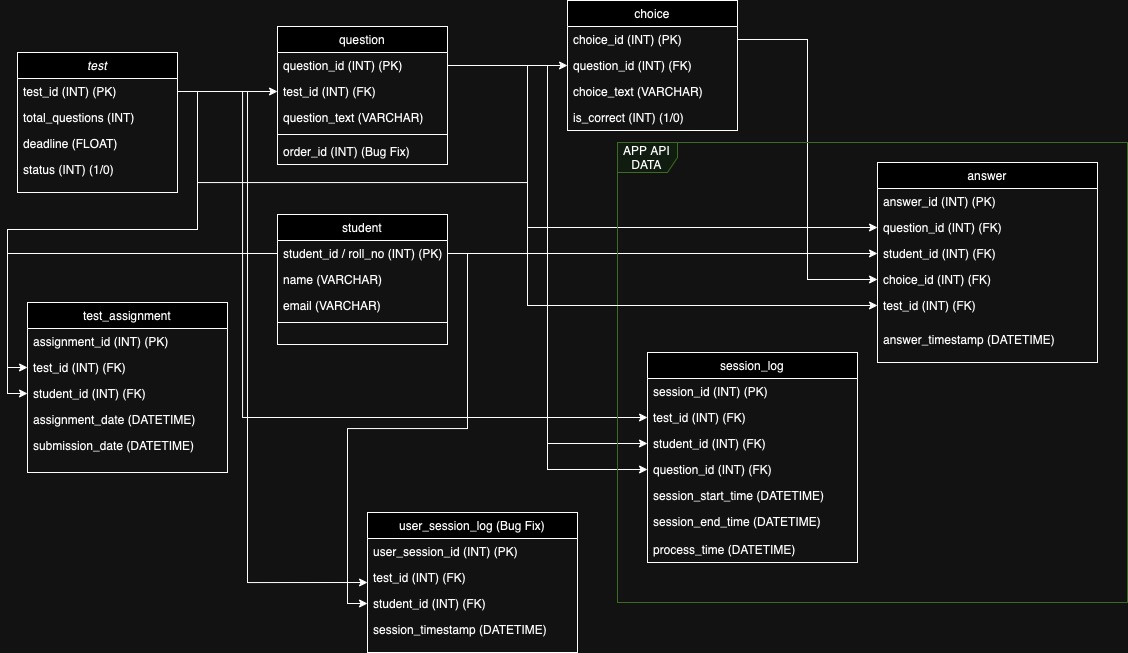 choice
choice_id (INT) (PK)
question_id (INT) (FK)
choice_text (VARCHAR)
is_correct (INT) (1/0)
question
question_id (INT) (PK)
test_id (INT) (FK)
question_text (VARCHAR)
order_id (INT) (Bug Fix)
test
test_id (INT) (PK)
total_questions (INT)
deadline (FLOAT)
status (INT) (1/0)
APP API
DATA
answer
answer_id (INT) (PK)
question_id (INT) (FK)
student_id (INT) (FK)
choice_id (INT) (FK)
test_id (INT) (FK)
answer_timestamp (DATETIME)
student
student_id / roll_no (INT) (PK)
name (VARCHAR)
email (VARCHAR)
test_assignment
assignment_id (INT) (PK)
test_id (INT) (FK)
student_id (INT) (FK)
assignment_date (DATETIME)
submission_date (DATETIME)
session_log
session_id (INT) (PK)
test_id (INT) (FK)
student_id (INT) (FK)
question_id (INT) (FK)
session_start_time (DATETIME)
session_end_time (DATETIME)
process_time (DATETIME)
user_session_log (Bug Fix)
user_session_id (INT) (PK)
test_id (INT) (FK)
student_id (INT) (FK)
session_timestamp (DATETIME)